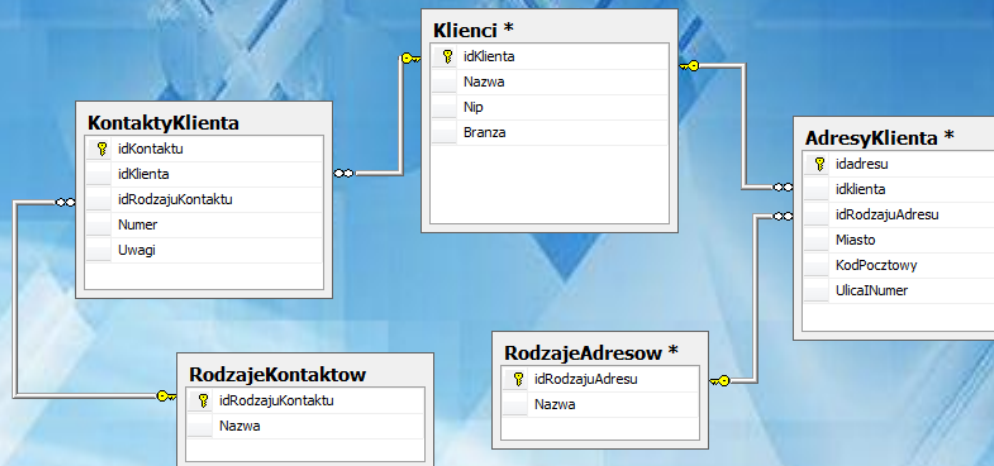 Klienci *
idKlienta
Nazwa
Nip
Branza
KontaktyKlienta
idKontaktu
idKlienta
idRodzajuKontaktu
Numer
Uwagi
AdresyKlienta *
idadresu
idklienta
idRodzajuAdresu
Miasto
KodPocztowy
UlicaINumer
RodzajeKontaktow
idRodzajuKontaktu
Nazwa
RodzajeAdresow *
idRodzajuAdresu
Nazwa